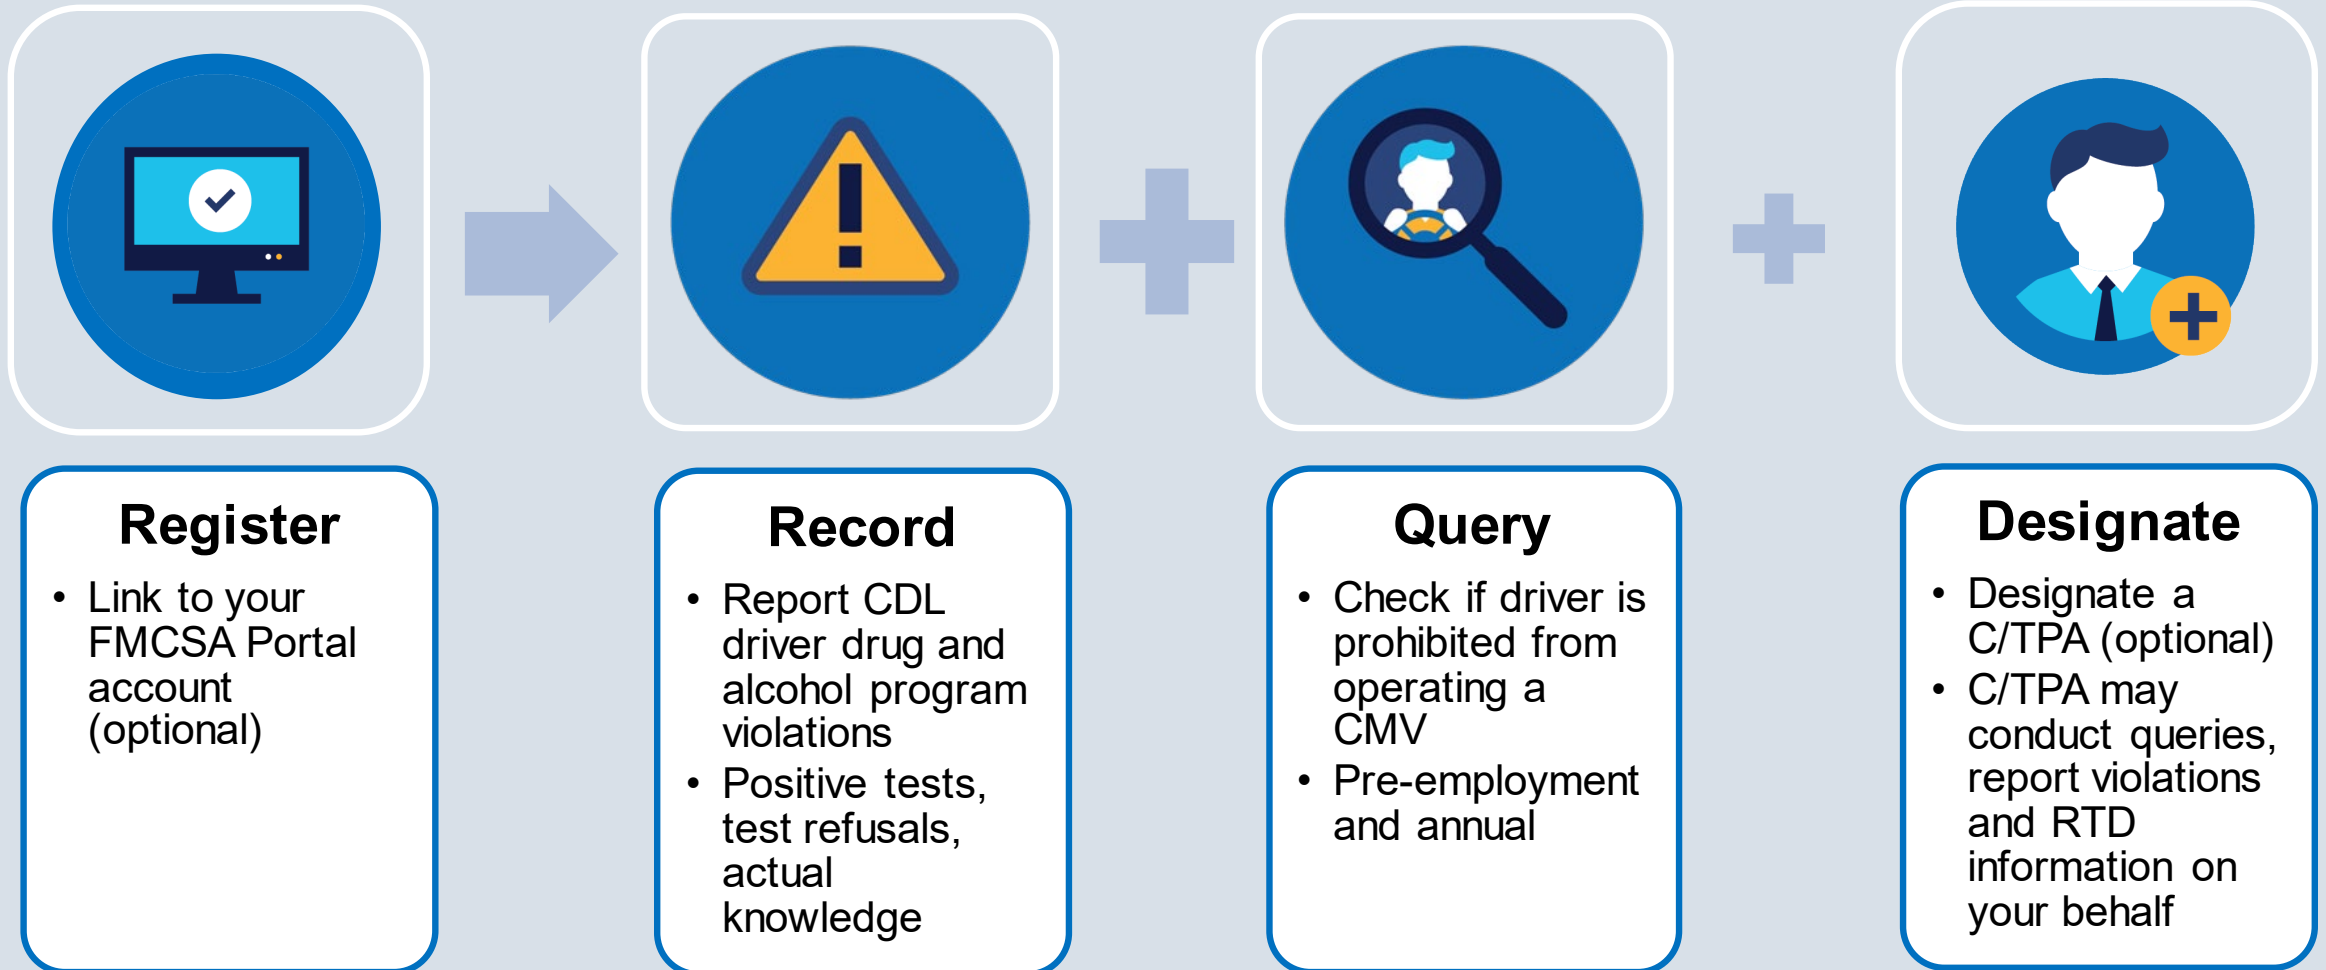 Register
• Link to your
FMCSA Portal
account
(optional)
Record
• Report CDL
driver drug and
alcohol program
violations
• Positive tests,
test refusals,
actual
knowledge
Query
• Check if driver is
prohibited from
operating a
CMV
• Pre-employment
and annual
Designate
• Designate a
C/TPA (optional)
• C/TPA may
conduct queries,
report violations
and RTD
information on
your behalf